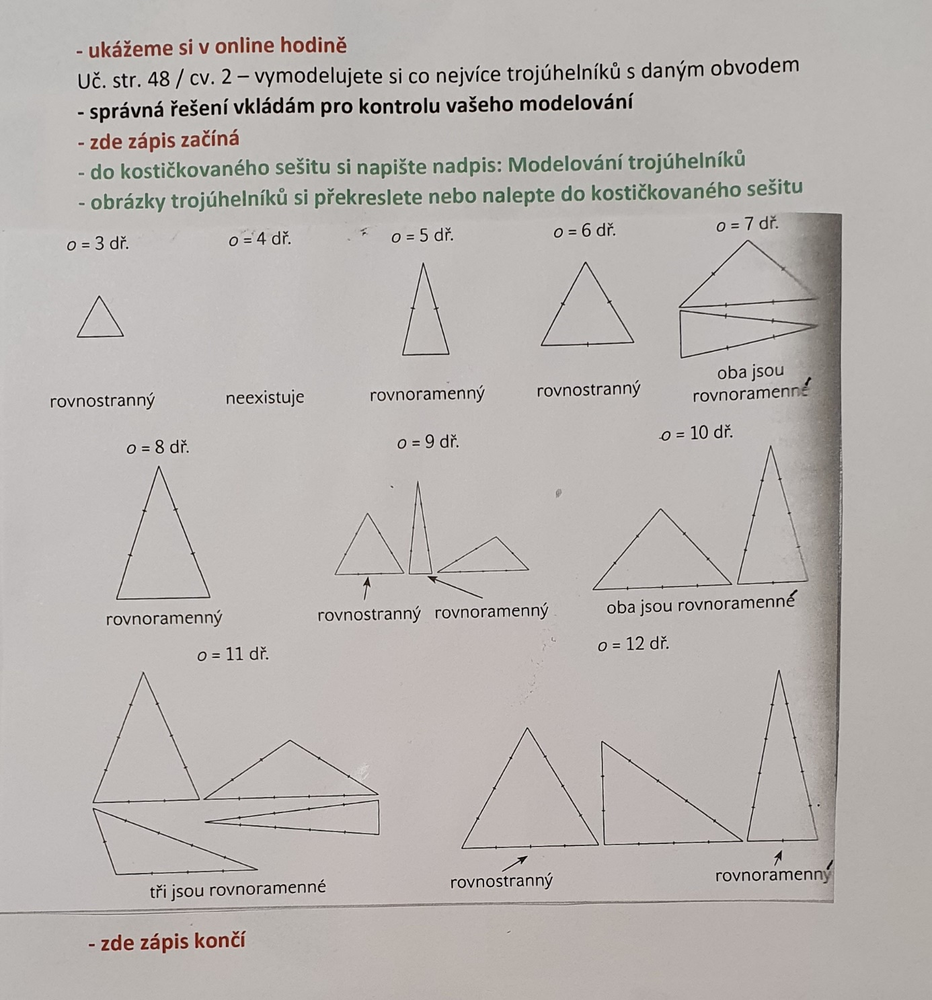 - ukážeme si v online hodině
Uč. str. 48 / cv. 2 – vymodelujete si co nejvíce trojúhelníků s daným obvodem
- správná řešení vkládám pro kontrolu vašeho modelování
- zde zápis začíná
- do kostičkovaného sešitu si napište nadpis: Modelování trojúhelníků
- obrázky trojúhelníků si překreslete nebo nalepte do kostičkovaného sešitu
o = 3 dř.
o = 4 dř.
o = 5 dř.
o = 6 dř.
o = 7 dř.
rovnostranný
neexistuje
rovnoramenný
rovnostranný
oba jsou
rovnoramenné
o = 8 dř.
o = 9 dř.
o = 10 dř.
rovnoramenný
rovnostranný
rovnoramenný
oba jsou rovnoramenné
o = 11 dř.
o = 12 dř.
tři jsou rovnoramenné
rovnostranný
rovnoramenný
- zde zápis končí